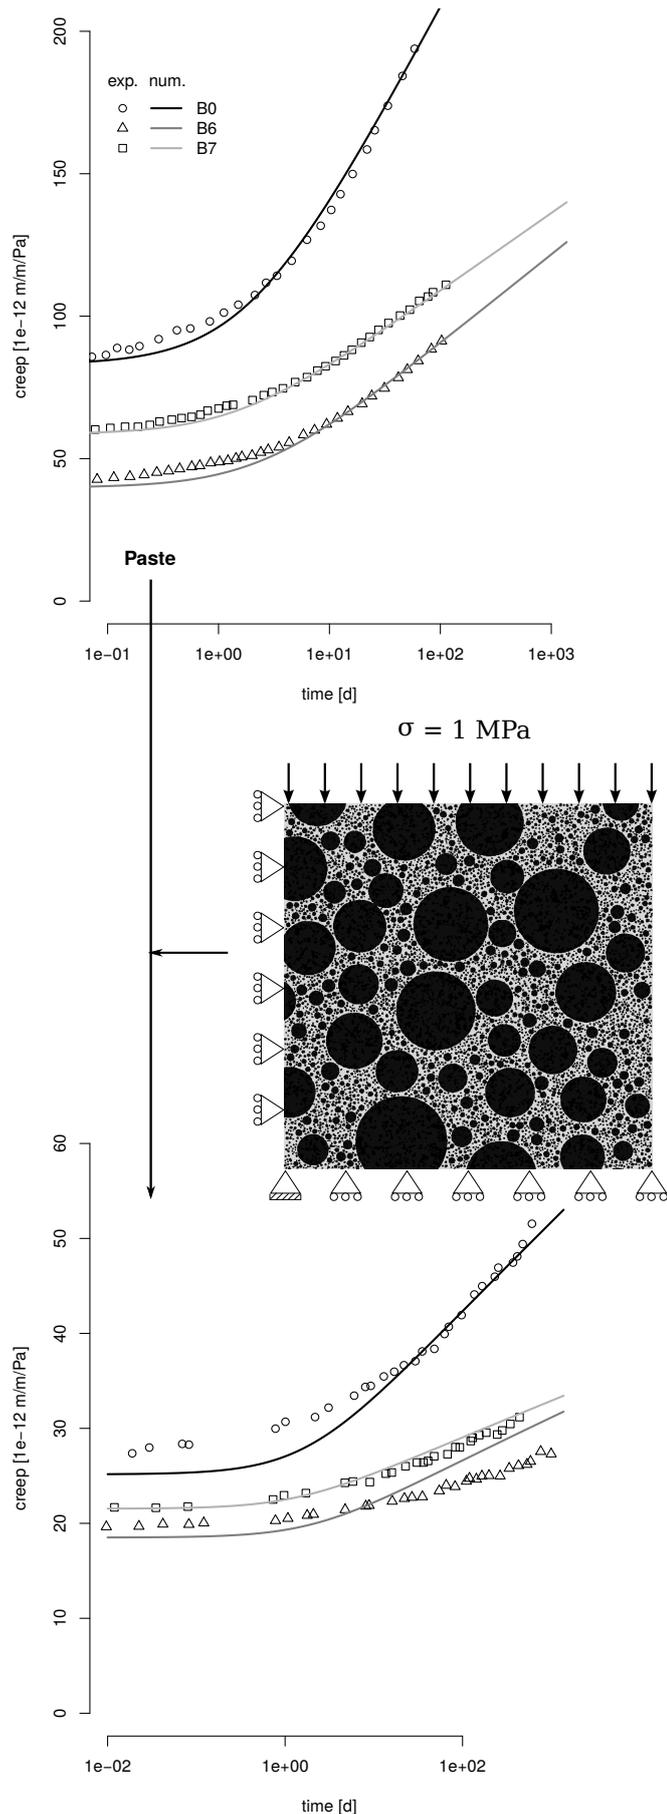 200
150
100
50
0
creep [1e−12 m/m/Pa]
exp. num.
B0
B6
B7
Paste
1e−01 1e+00 1e+01 1e+02 1e+03
time [d]
σ = 1 MPa
60
50
40
30
20
10
0
creep [1e−12 m/m/Pa]
1e−02 1e+00 1e+02
time [d]